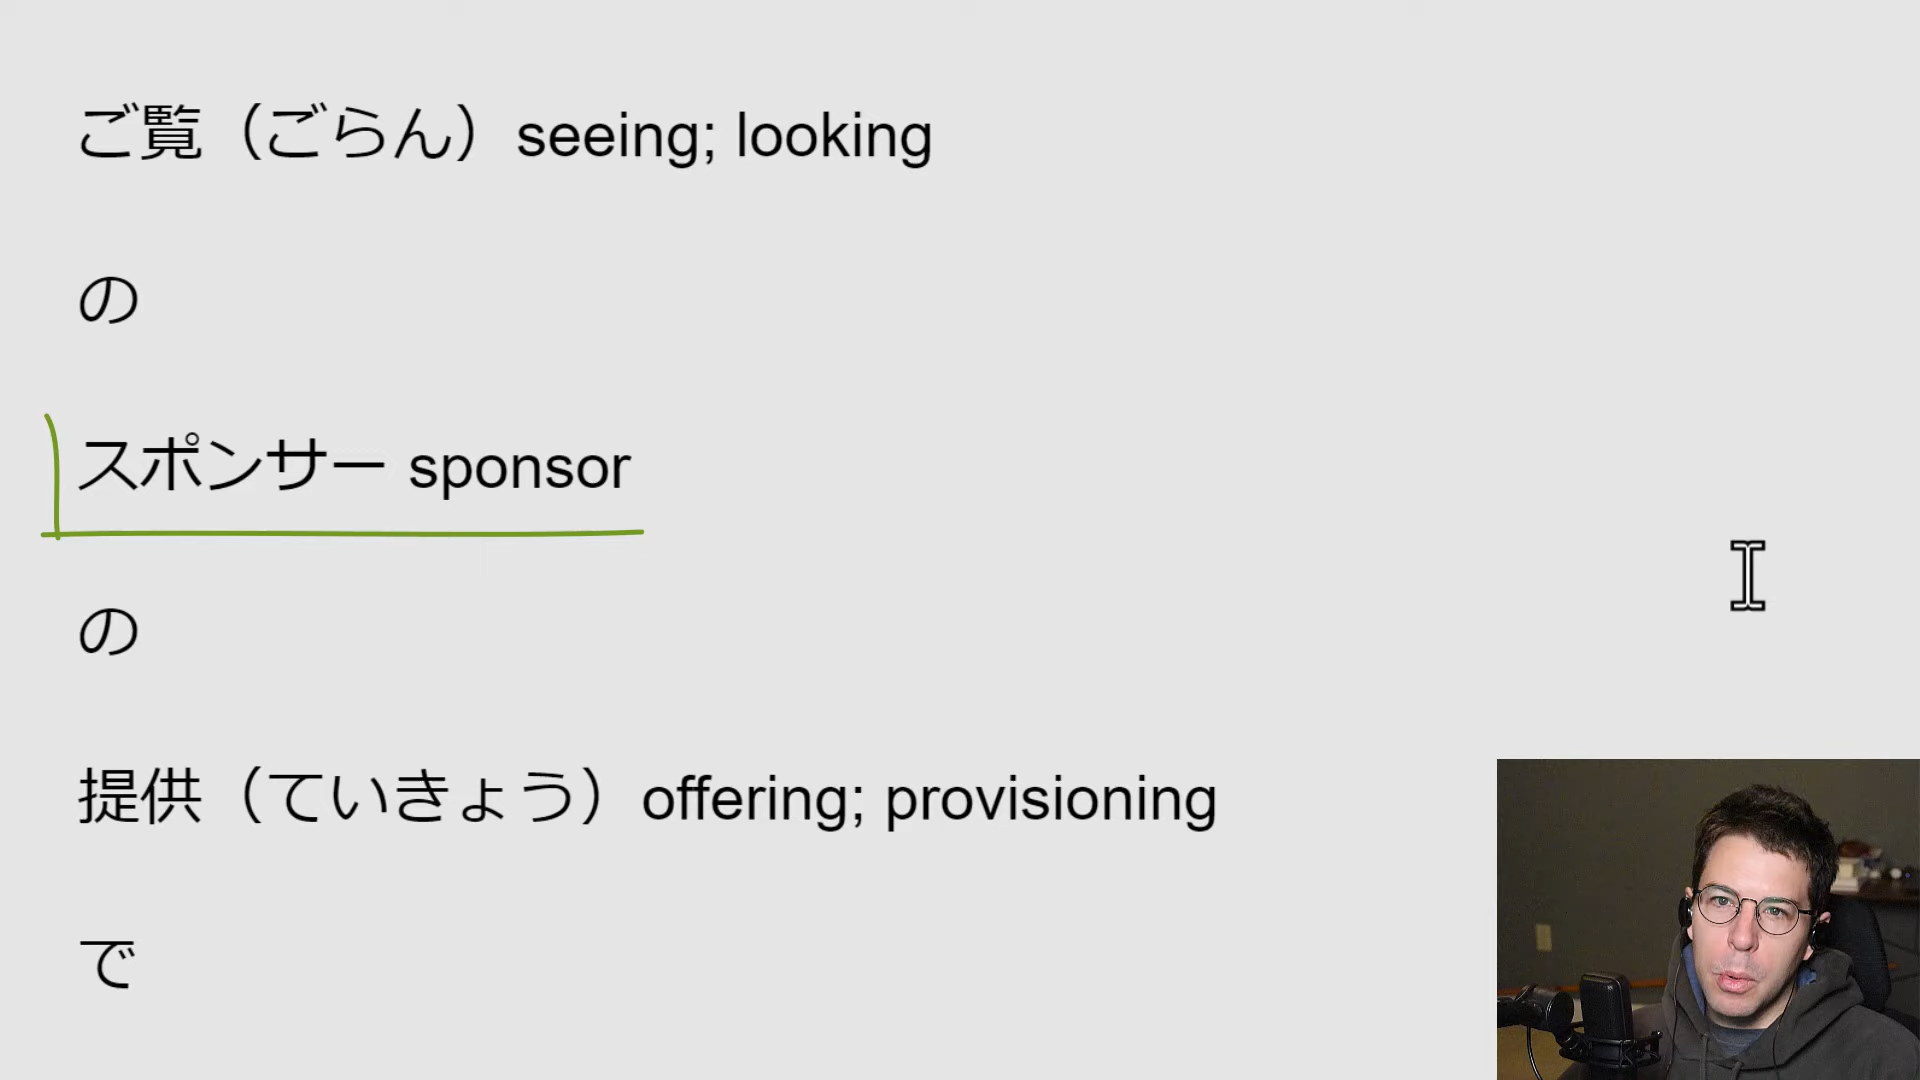 ご覧（ごらん）seeing; looking
の
スポンサー sponsor
の
提供（ていきょう）offering; provisioning
で